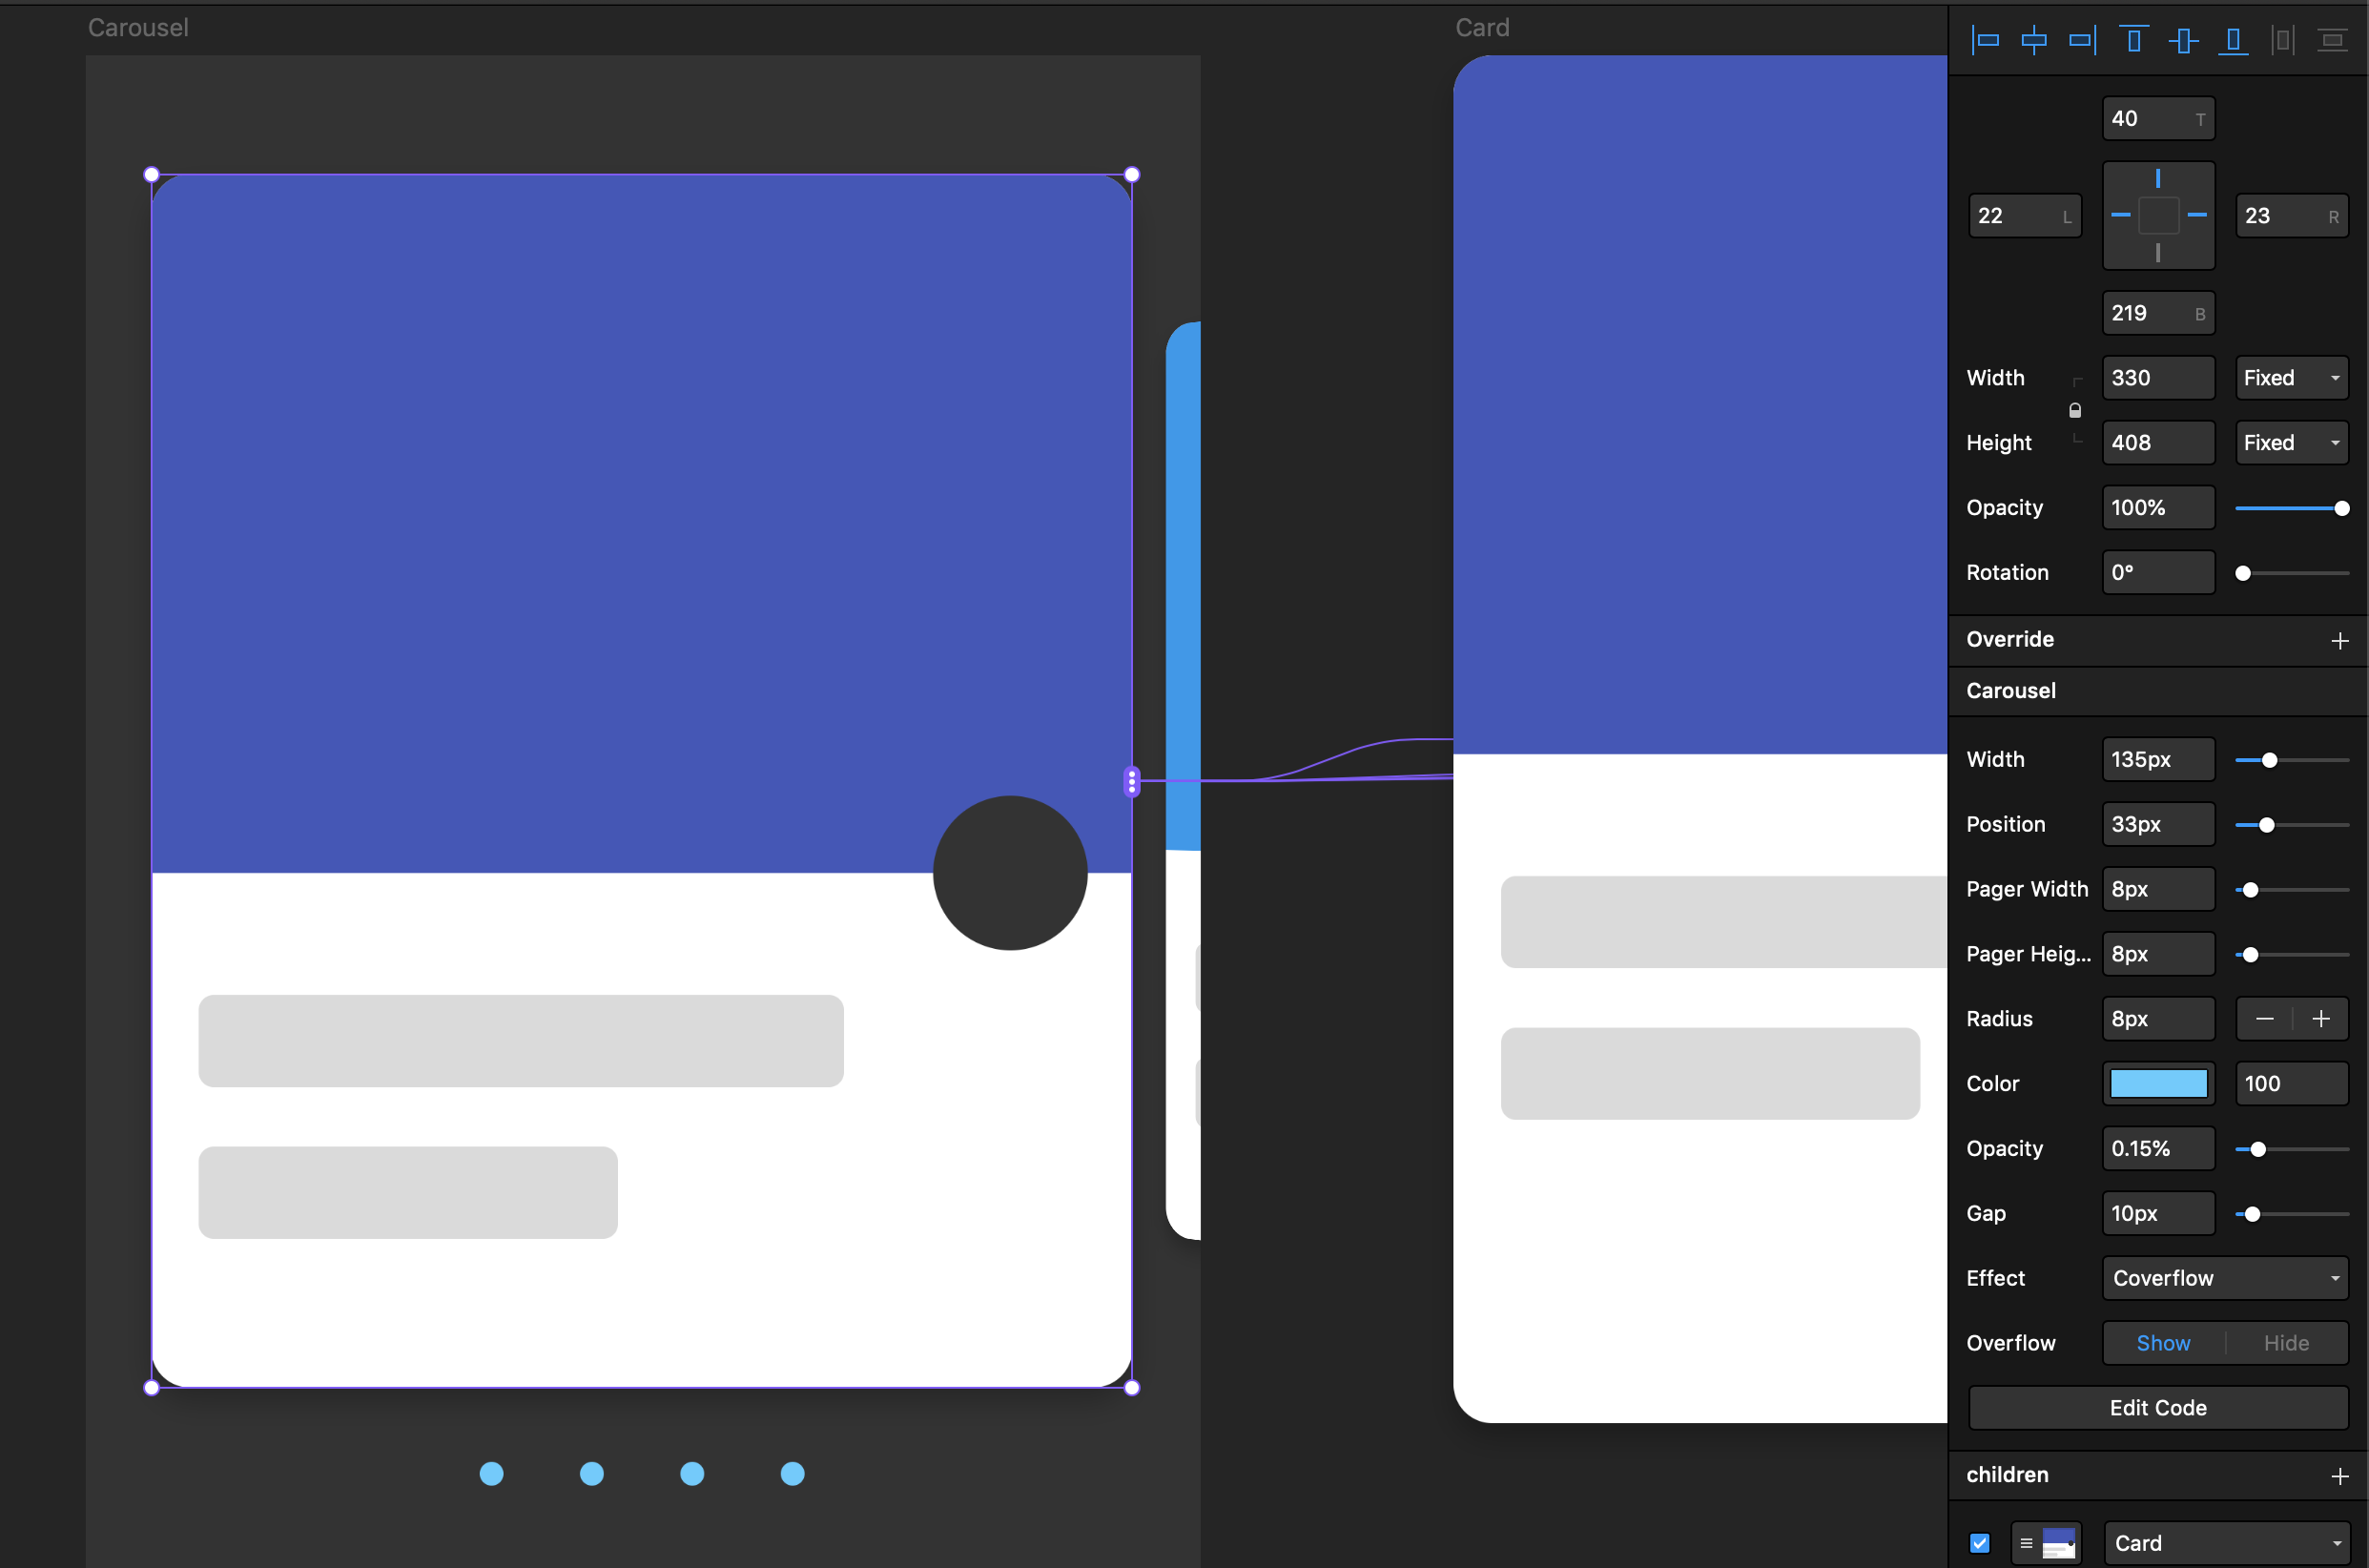 Carousel
Card
40 T
22 L
23 R
219 B
Width 330 Fixed
Height 408 Fixed
Opacity 100%
Rotation 0°
Override
Carousel
Width 135px
Position 33px
Pager Width 8px
Pager Heig... 8px
Radius 8px
Color 100
Opacity 0.15%
Gap 10px
Effect Coverflow
Overflow Show Hide
Edit Code
children
Card